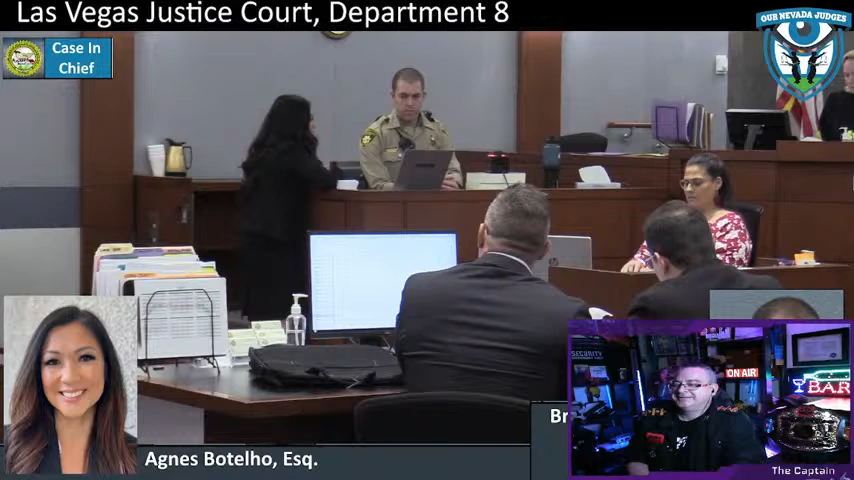 Las Vegas Justice Court, Department 8
Case In
Chief
OUR NEVADA JUDGES
SECURITY
ON AIR
BAR
Br
Agnes Botelho, Esq.
The Captain